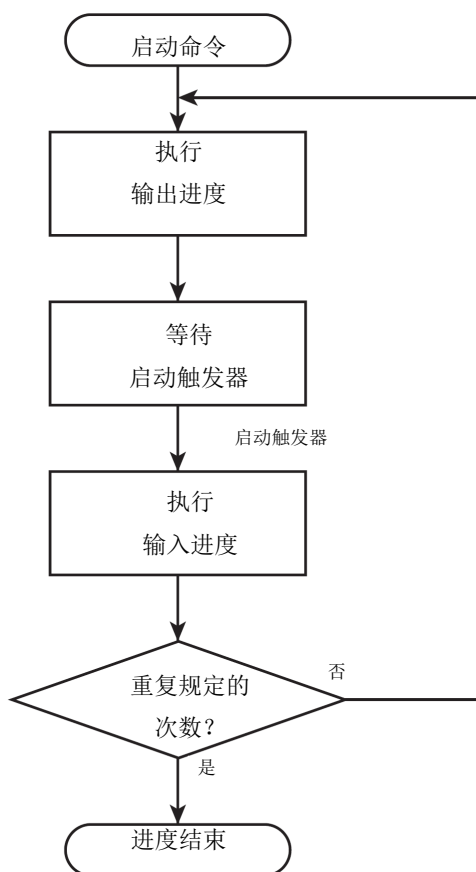 启动命令
执行
输出进度
等待
启动触发器
启动触发器
执行
输入进度
重复规定的
次数？
否
是
进度结束